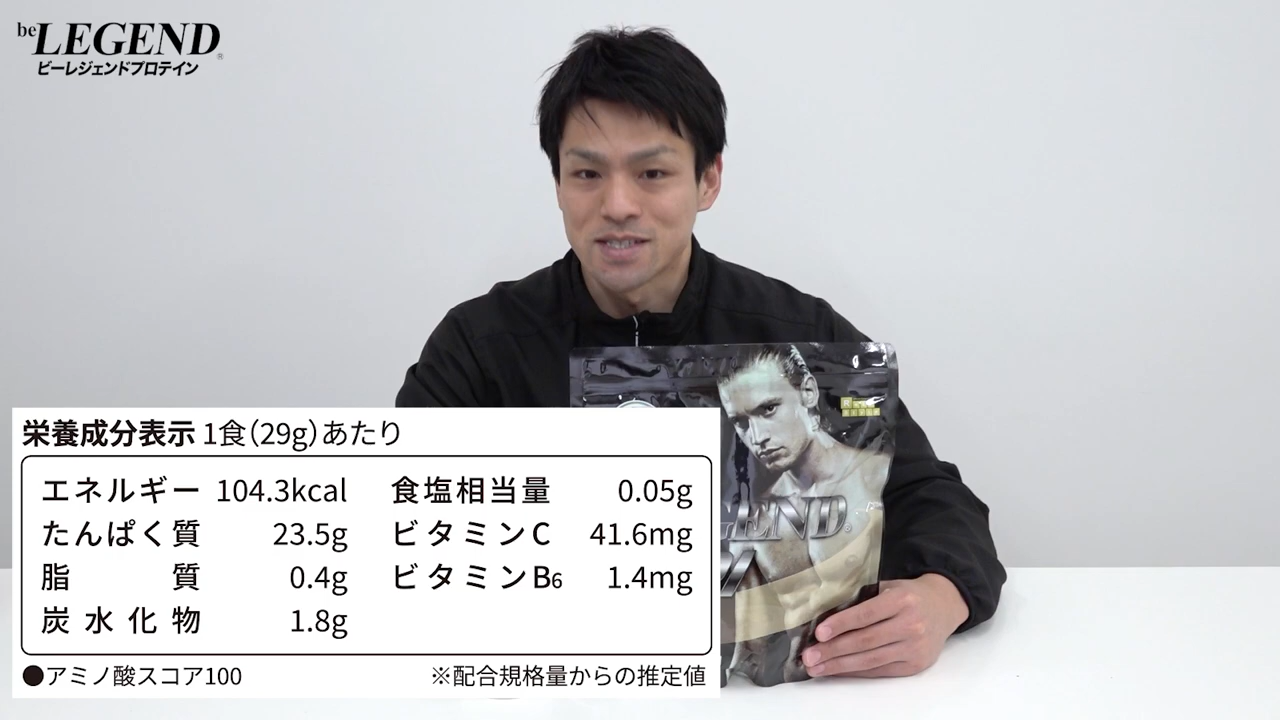 be LEGEND®
ビーレジェンドプロテイン
GEND®
栄養成分表示 1食(29g)あたり
エネルギー 104.3kcal
たんぱく質 23.5g
脂質 0.4g
炭水化物 1.8g
食塩相当量 0.05g
ビタミンC 41.6mg
ビタミンB6 1.4mg
●アミノ酸スコア100
※配合規格量からの推定値